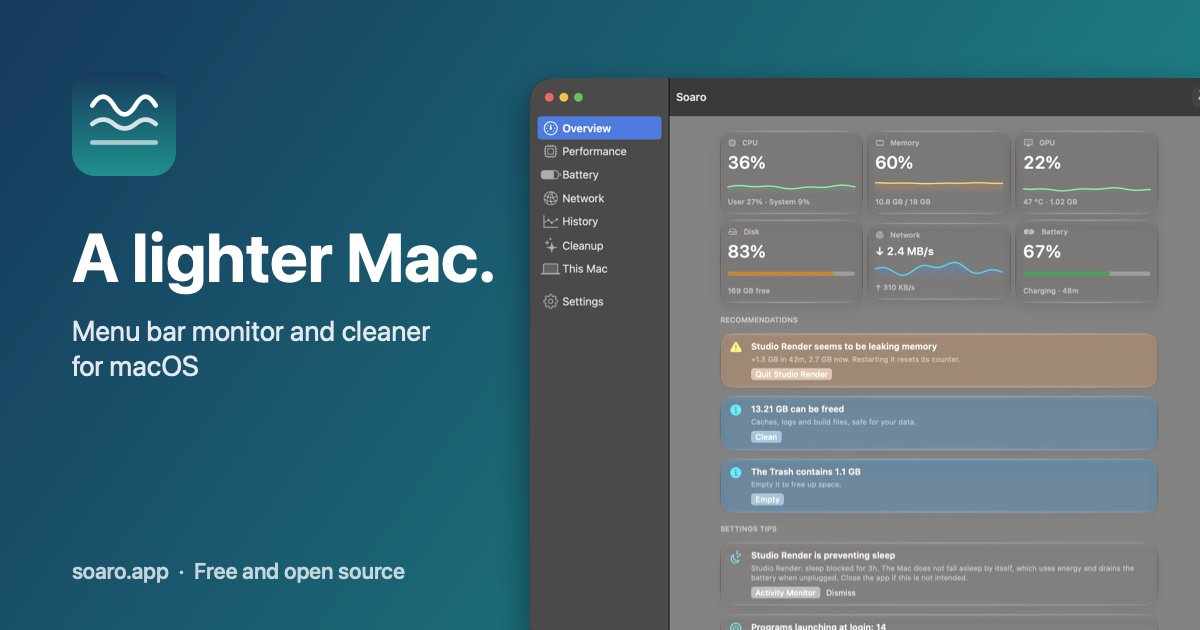 A lighter Mac.
Menu bar monitor and cleaner
for macOS
soaro.app · Free and open source
Soaro
Overview
Performance
Battery
Network
History
Cleanup
This Mac
Settings
CPU
36%
User 27% · System 9%
Memory
60%
10.8 GB / 18 GB
GPU
22%
47 °C · 1.02 GB
Disk
83%
169 GB free
Network
↓ 2.4 MB/s
↑ 310 KB/s
Battery
67%
Charging · 48m
RECOMMENDATIONS
Studio Render seems to be leaking memory
+1.3 GB in 42m, 2.7 GB now. Restarting it resets its counter.
Quit Studio Render
13.21 GB can be freed
Caches, logs and build files, safe for your data.
Clean
The Trash contains 1.1 GB
Empty it to free up space.
Empty
SETTINGS TIPS
Studio Render is preventing sleep
Studio Render: sleep blocked for 3h. The Mac does not fall asleep by itself, which uses energy and drains the
battery when unplugged. Close the app if this is not intended.
Activity Monitor Dismiss
Programs launching at login: 14